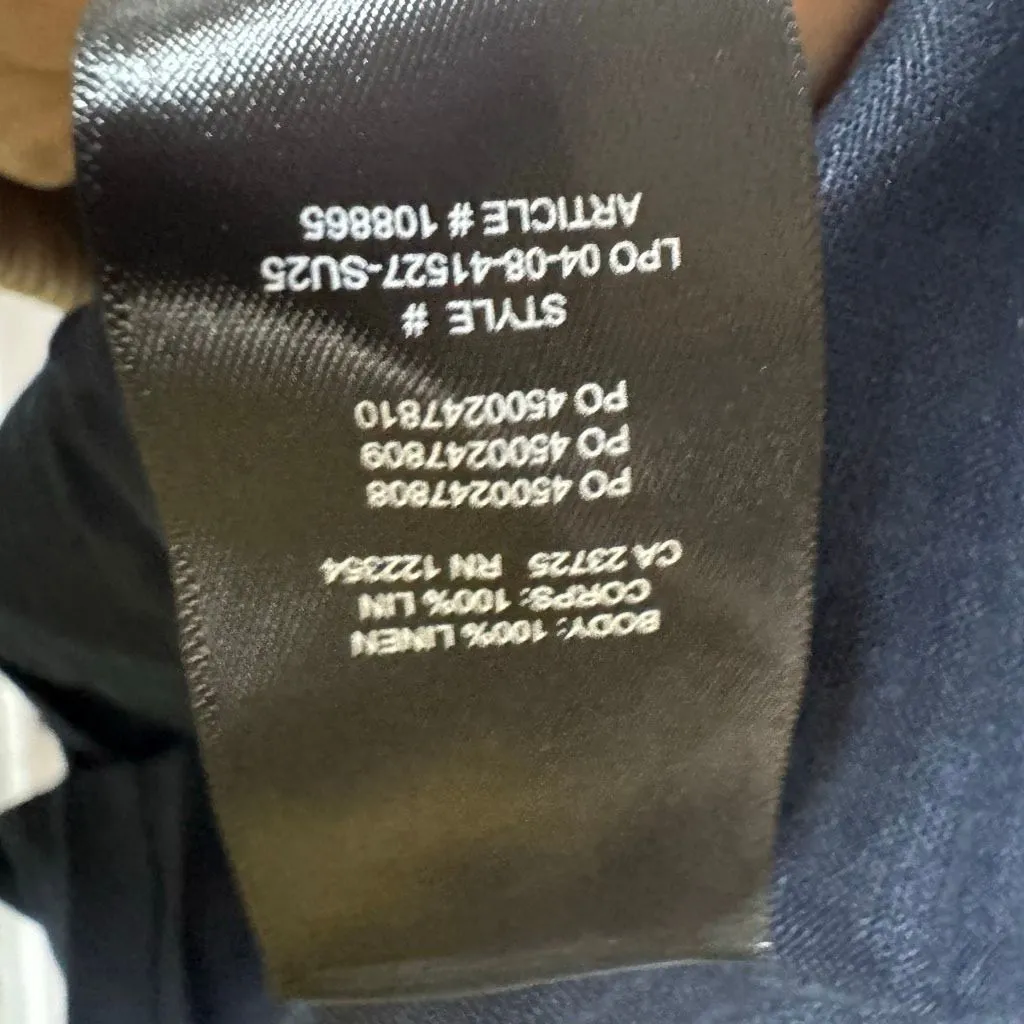 BODY: 100% LINEN
CORPS: 100% LIN
CA 23725 RN 122354
PO 4500247808
PO 4500247809
PO 4500247810
STYLE #
LPO 04-08-41527-SU25
ARTICLE # 108865